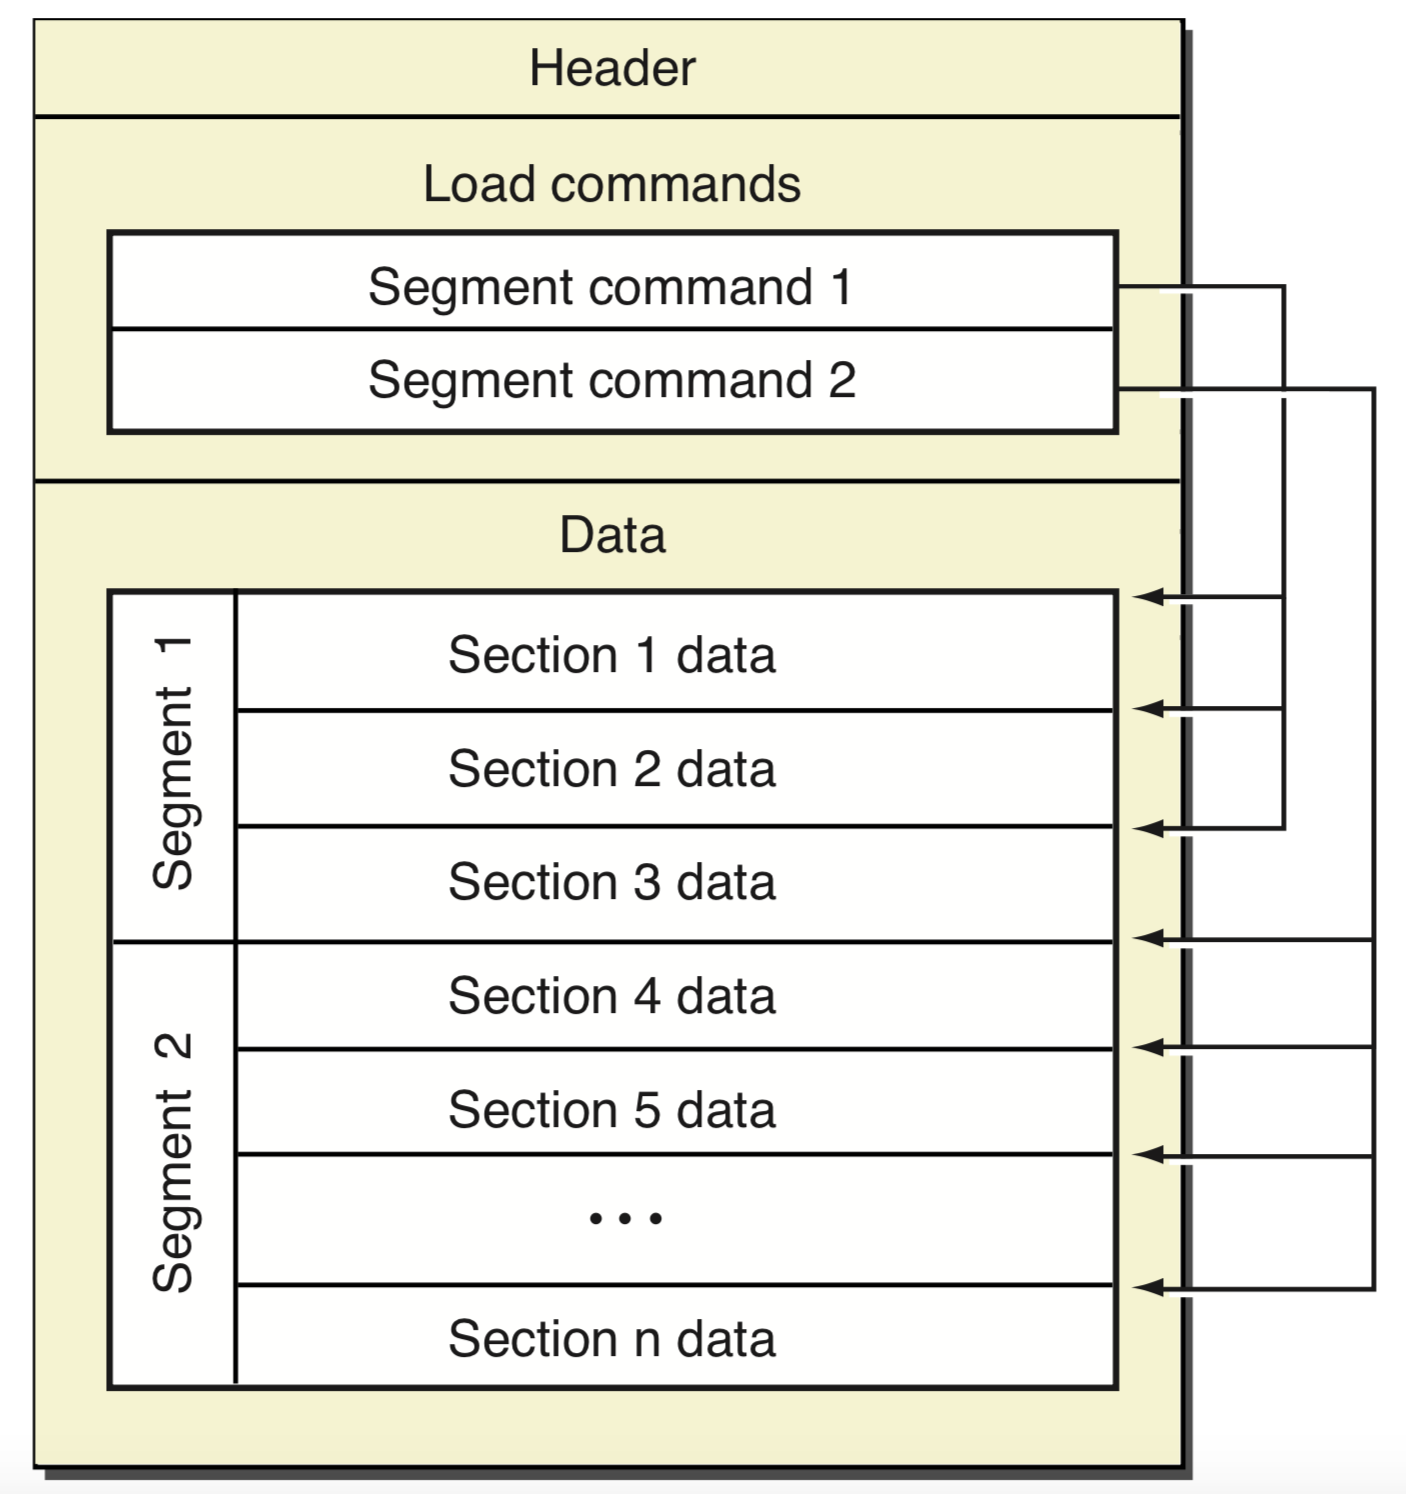 Header
Load commands
Segment command 1
Segment command 2
Data
Segment 1
Section 1 data
Section 2 data
Section 3 data
Segment 2
Section 4 data
Section 5 data
...
Section n data